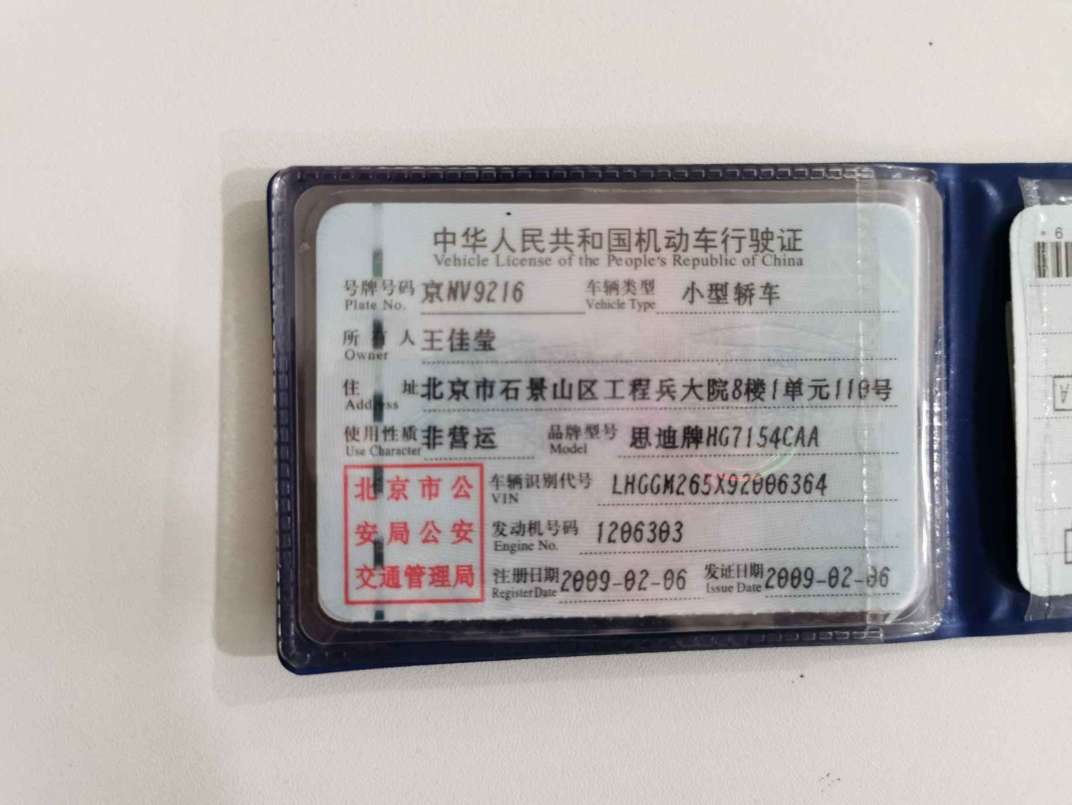 中华人民共和国机动车行驶证
Vehicle License of the People's Republic of China
号牌号码 京NV9216 车辆类型 小型轿车
Plate No. Vehicle Type
所有人 王佳莹
Owner
住址 北京市石景山区工程兵大院8楼1单元110号
Address
使用性质 非营运 品牌型号 思迪牌HG7154CAA
Use Character Model
北京市公
安局公安
交通管理局
车辆识别代号 LHGGM265X92006364
VIN
发动机号码 1206303
Engine No.
注册日期 2009-02-06 发证日期 2009-02-06
Register Date Issue Date
*6
A